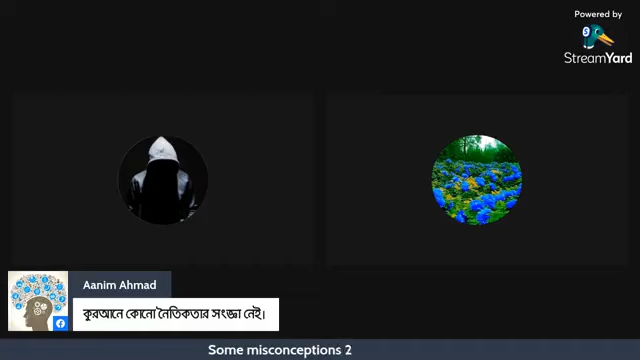 Powered by
StreamYard
Aanim Ahmad
কুরআনে কোনো নৈতিকতার সংজ্ঞা নেই।
Some misconceptions 2